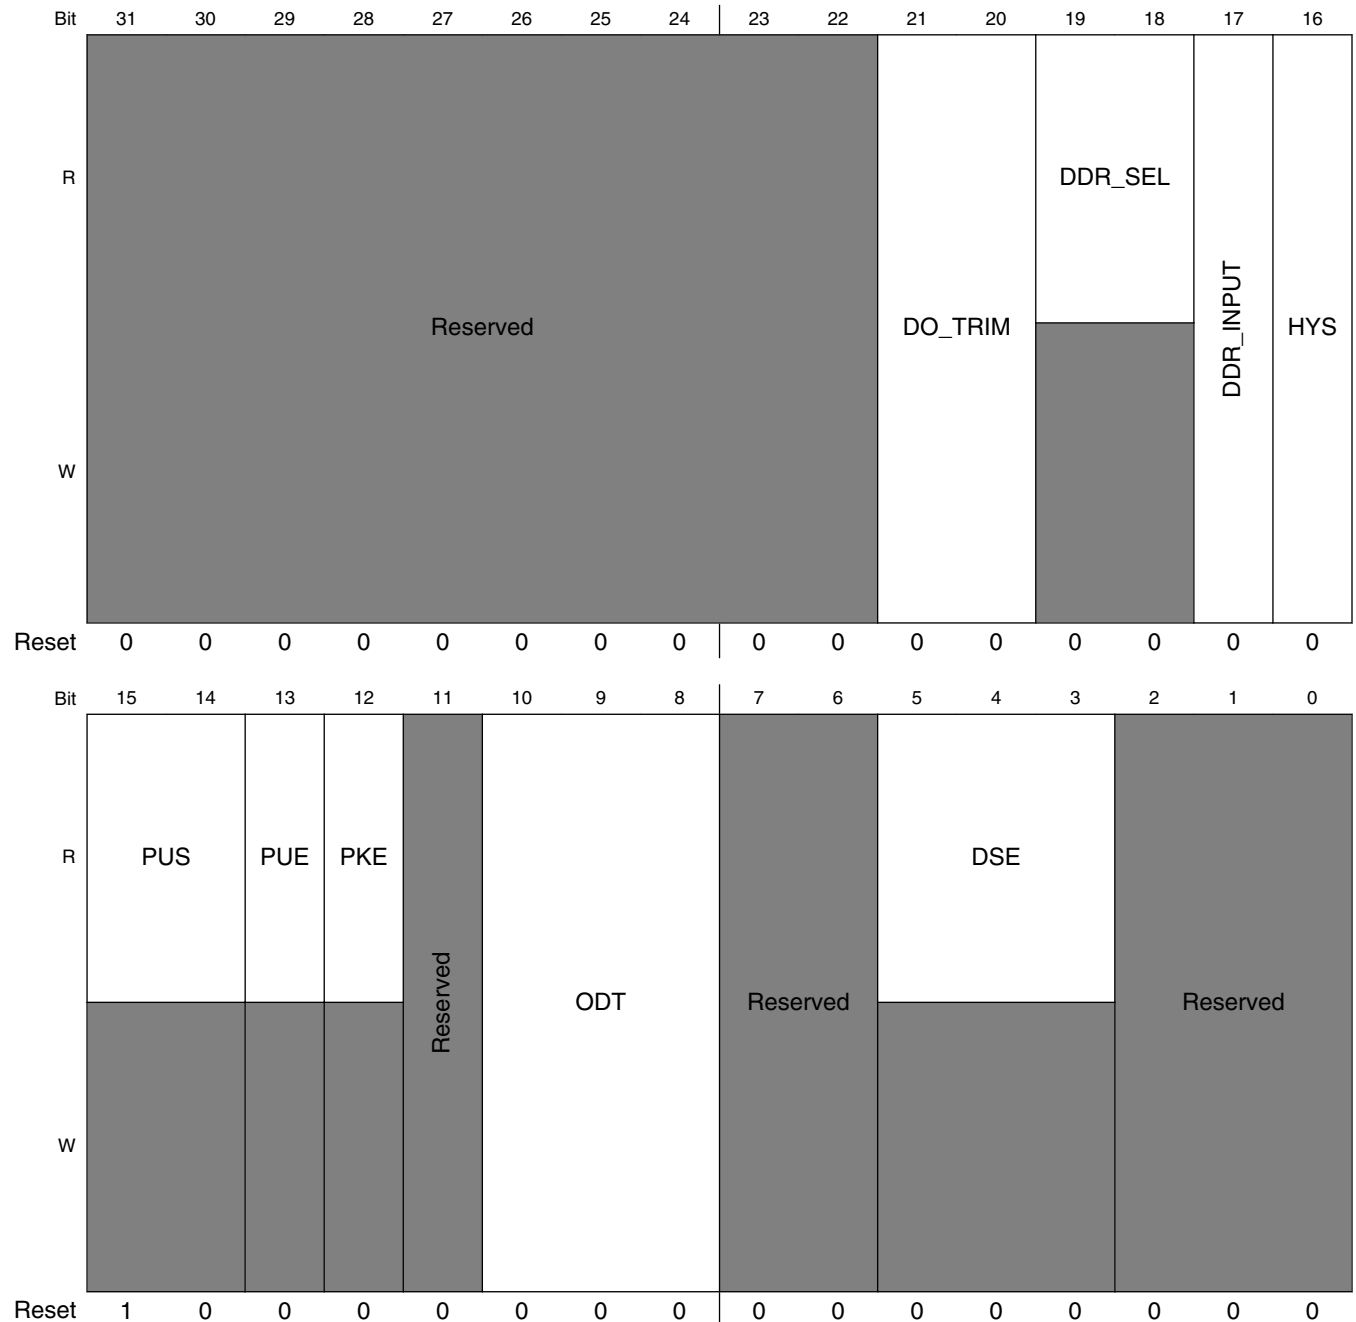 Bit 31 30 29 28 27 26 25 24 23 22 21 20 19 18 17 16
R DDR_SEL
Reserved DO_TRIM DDR_INPUT HYS
W
Reset 0 0 0 0 0 0 0 0 0 0 0 0 0 0 0 0
Bit 15 14 13 12 11 10 9 8 7 6 5 4 3 2 1 0
R PUS PUE PKE DSE
Reserved ODT Reserved Reserved
W
Reset 1 0 0 0 0 0 0 0 0 0 0 0 0 0 0 0